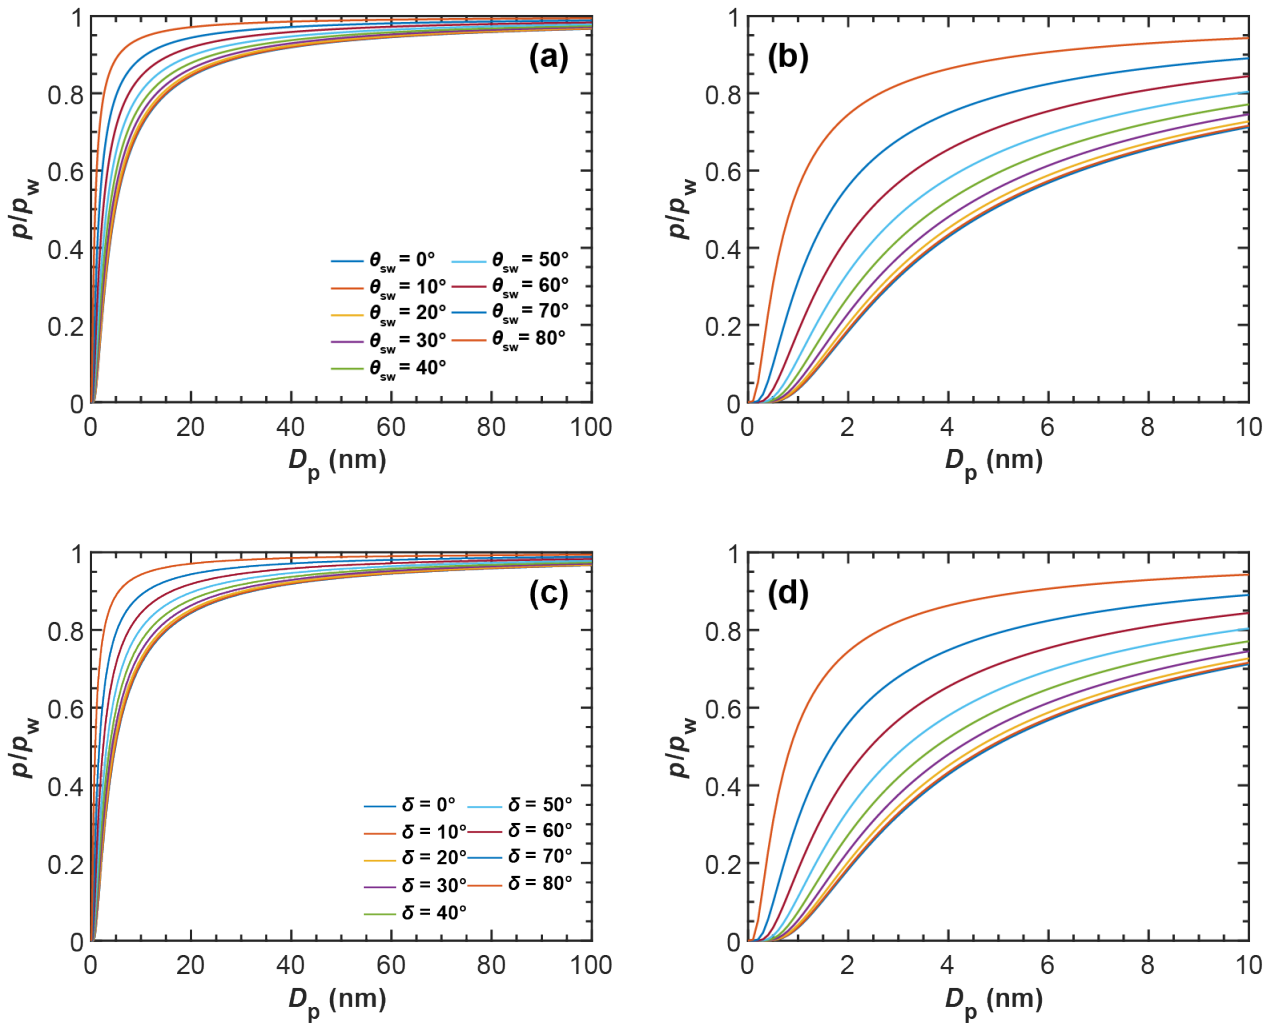 (a)
p/pw
1
0.8
0.6
0.4
0.2
0
θsw = 0°
θsw = 10°
θsw = 20°
θsw = 30°
θsw = 40°
θsw = 50°
θsw = 60°
θsw = 70°
θsw = 80°
0 20 40 60 80 100
Dp (nm)
(b)
p/pw
1
0.8
0.6
0.4
0.2
0
0 2 4 6 8 10
Dp (nm)
(c)
p/pw
1
0.8
0.6
0.4
0.2
0
δ = 0°
δ = 10°
δ = 20°
δ = 30°
δ = 40°
δ = 50°
δ = 60°
δ = 70°
δ = 80°
0 20 40 60 80 100
Dp (nm)
(d)
p/pw
1
0.8
0.6
0.4
0.2
0
0 2 4 6 8 10
Dp (nm)